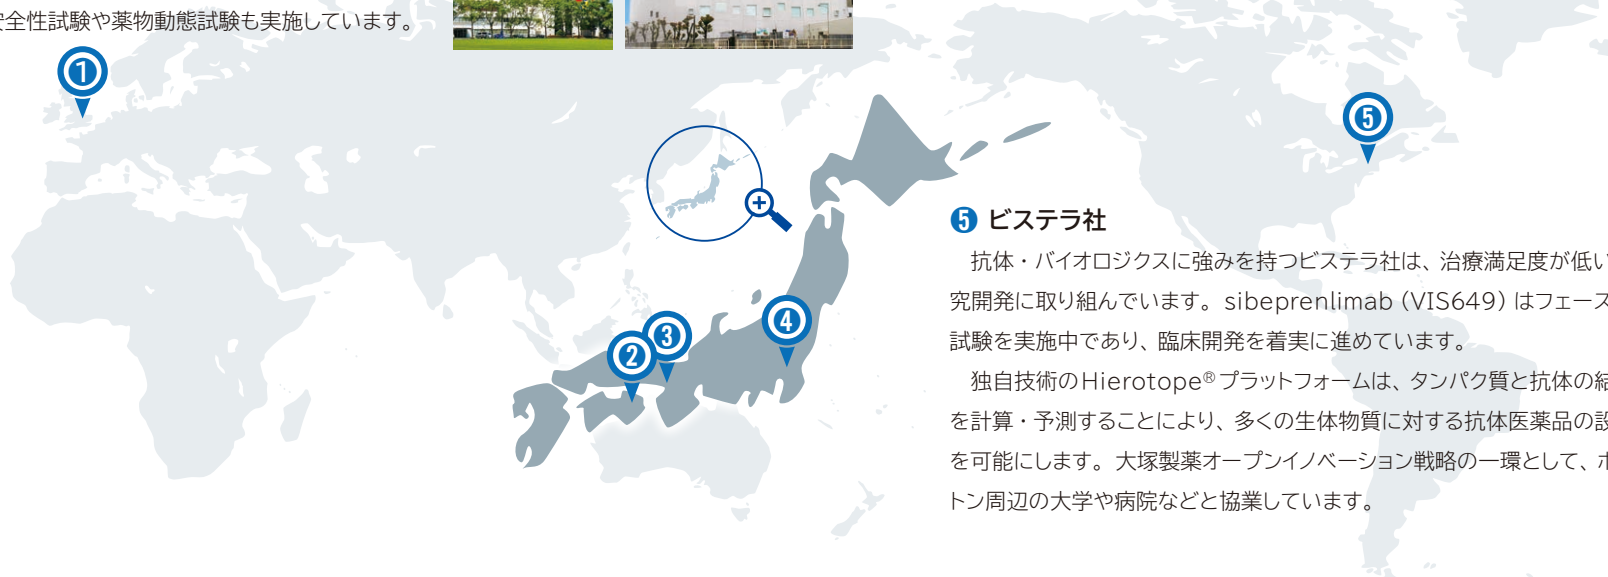 全性試験や薬物動態試験も実施しています。
1
5
4
3
2
5 ビステラ社
抗体・バイオロジクスに強みを持つビステラ社は、治療満足度が低い
究開発に取り組んでいます。sibeprenlimab（VIS649）はフェーズ
試験を実施中であり、臨床開発を着実に進めています。
独自技術のHierotope®プラットフォームは、タンパク質と抗体の結
を計算・予測することにより、多くの生体物質に対する抗体医薬品の設
を可能にします。大塚製薬オープンイノベーション戦略の一環として、ボ
トン周辺の大学や病院などと協業しています。